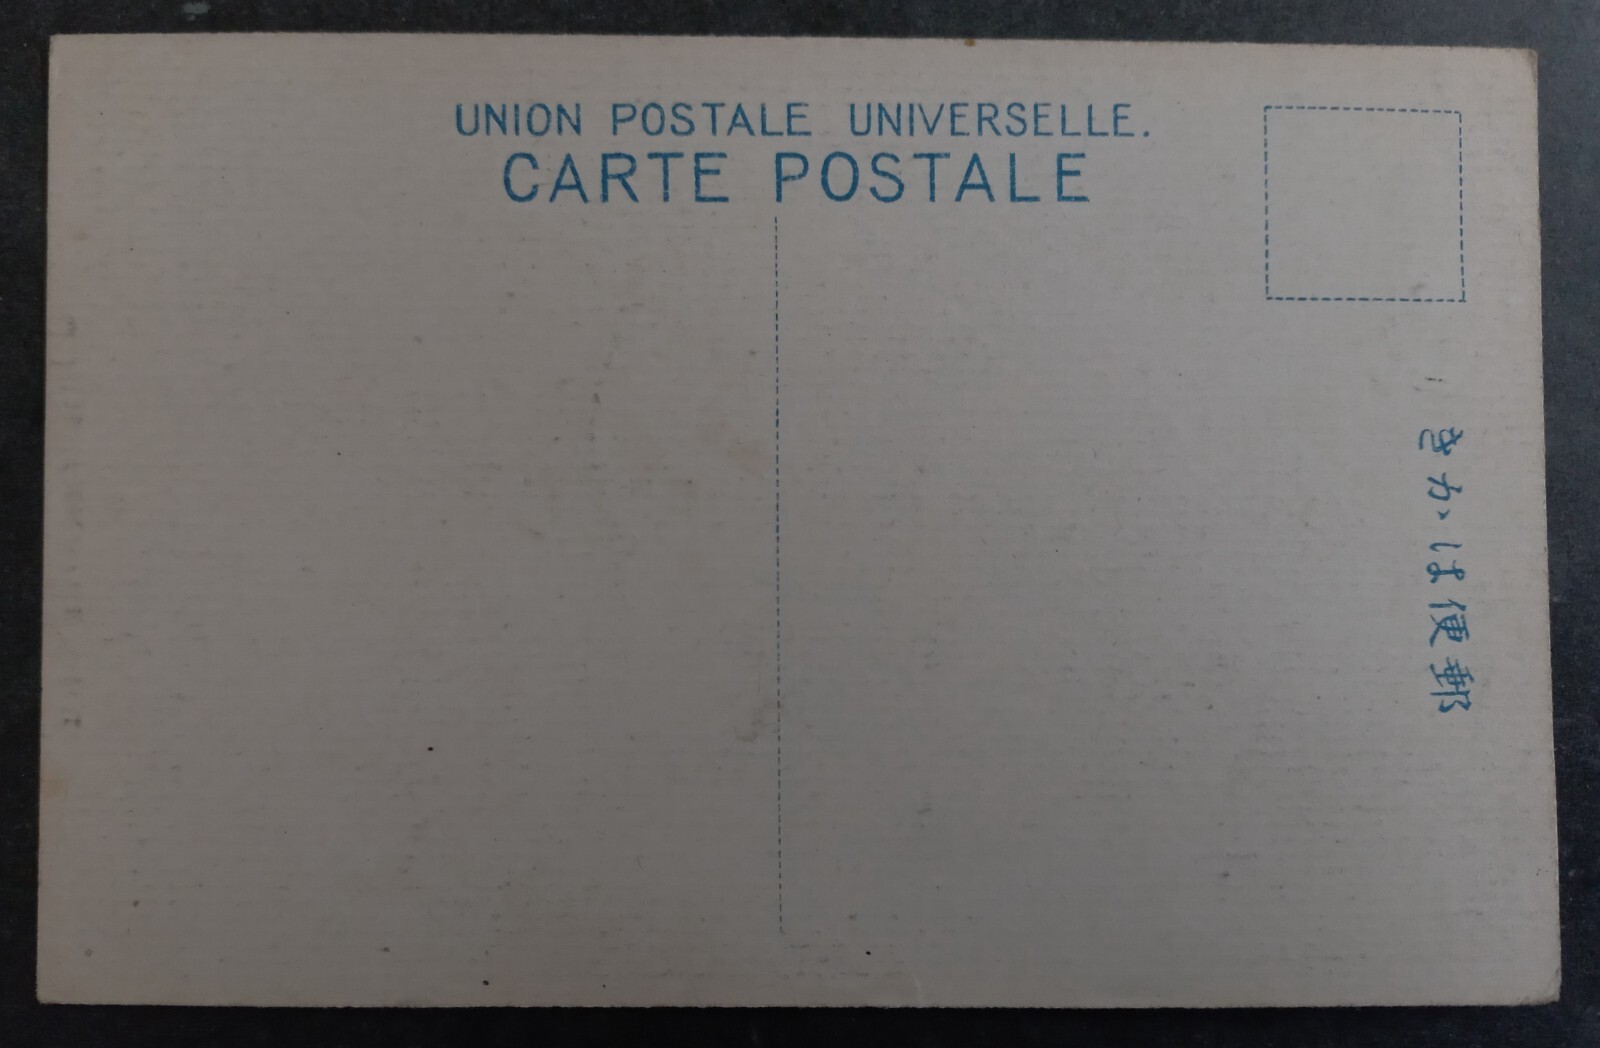 UNION POSTALE UNIVERSELLE.
CARTE POSTALE
きかは便郵